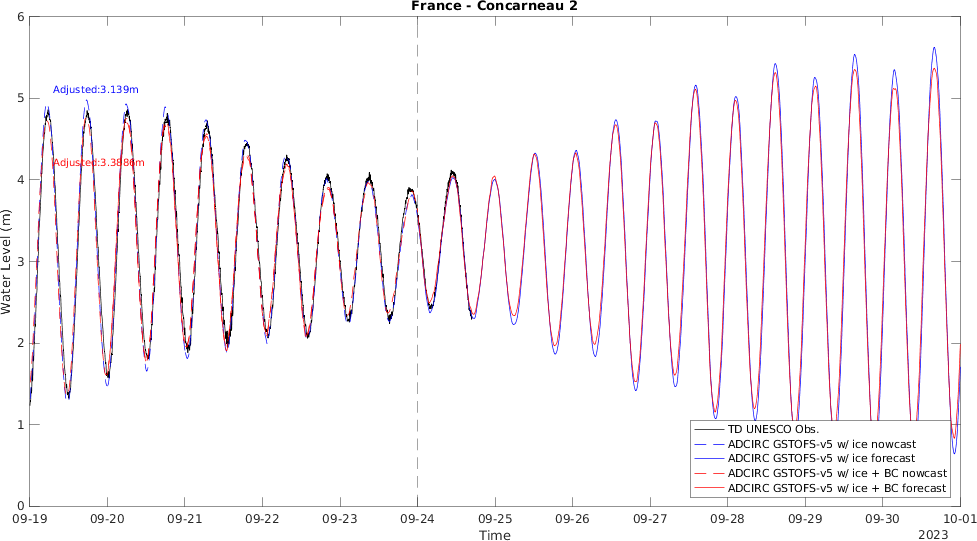 France - Concarneau 2
Water Level (m)
6
5
4
3
2
1
0
Adjusted:3.139m
Adjusted:3.3886m
TD UNESCO Obs.
ADCIRC GSTOFS-v5 w/ ice nowcast
ADCIRC GSTOFS-v5 w/ ice forecast
ADCIRC GSTOFS-v5 w/ ice + BC nowcast
ADCIRC GSTOFS-v5 w/ ice + BC forecast
09-19 09-20 09-21 09-22 09-23 09-24 09-25 09-26 09-27 09-28 09-29 09-30 10-01
Time
2023